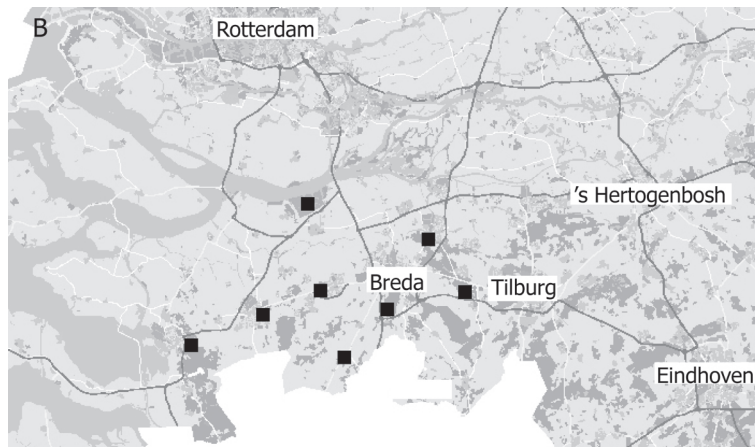 B
Rotterdam
's Hertogenbosh
Breda
Tilburg
Eindhoven